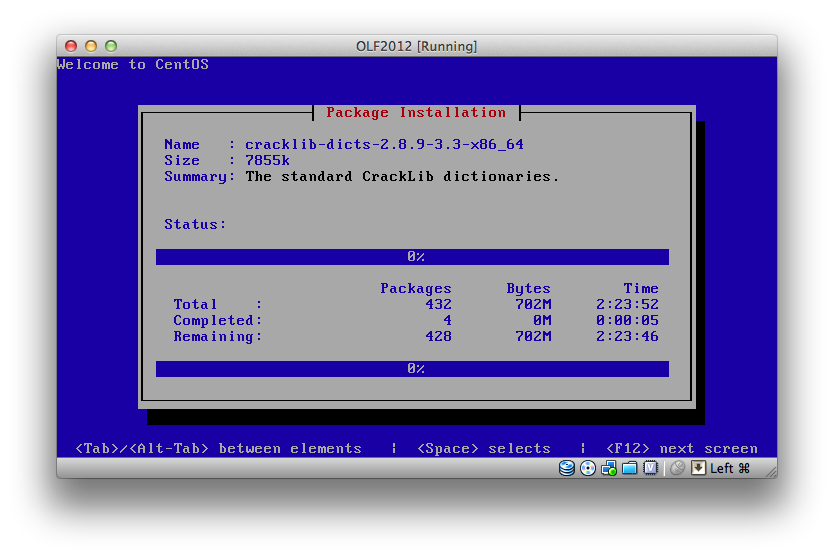 OLF2012 [Running]
Welcome to CentOS
Package Installation
Name   : cracklib-dicts-2.8.9-3.3-x86_64
Size   : 7855k
Summary: The standard CrackLib dictionaries.
Status:
0%
Packages Bytes Time
Total    : 432 702M 2:23:52
Completed: 4 0M 0:00:05
Remaining: 428 702M 2:23:46
0%
<Tab>/<Alt-Tab> between elements | <Space> selects | <F12> next screen
V
Left ⌘